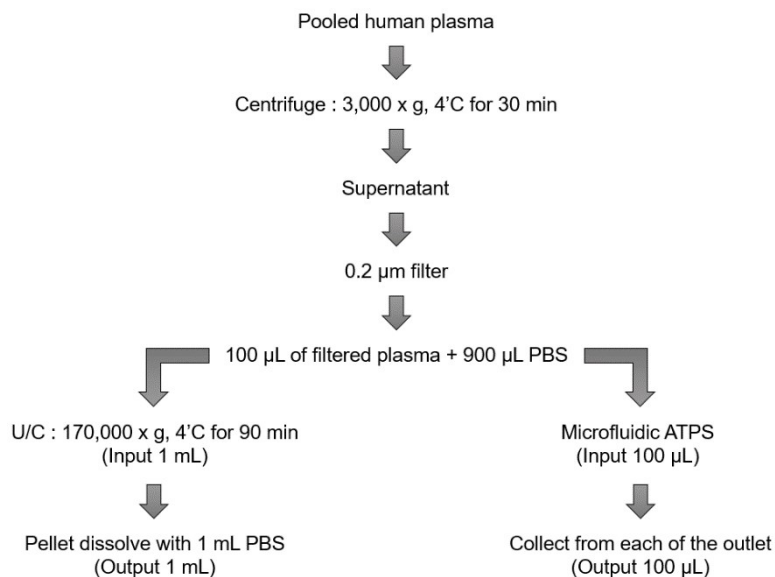 Pooled human plasma
Centrifuge : 3,000 x g, 4'C for 30 min
Supernatant
0.2 µm filter
100 µL of filtered plasma + 900 µL PBS
U/C : 170,000 x g, 4'C for 90 min
(Input 1 mL)
Microfluidic ATPS
(Input 100 µL)
Pellet dissolve with 1 mL PBS
(Output 1 mL)
Collect from each of the outlet
(Output 100 µL)